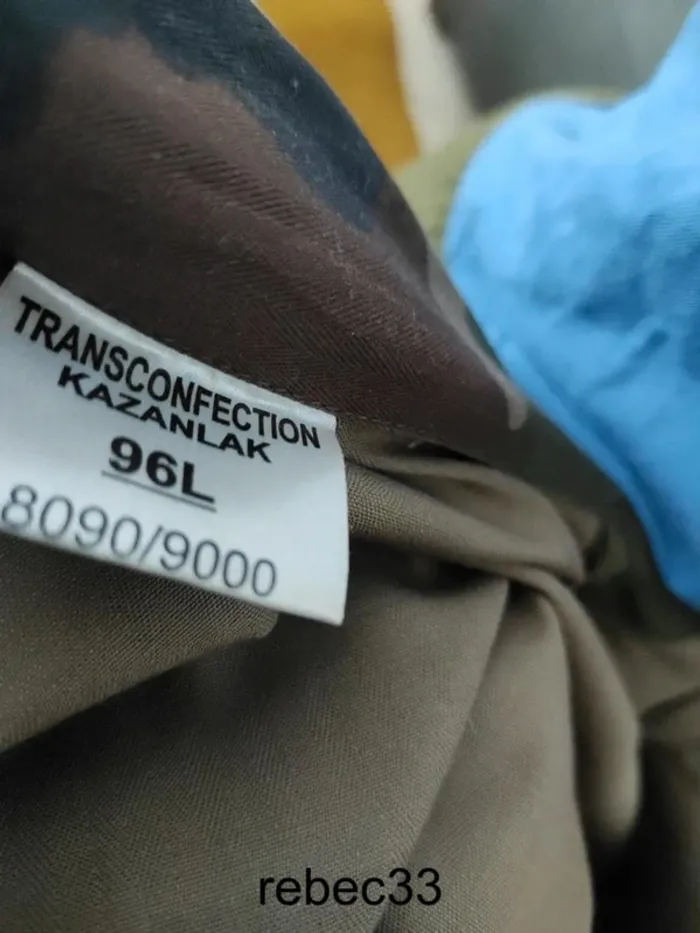 TRANSCONFECTION
KAZANLAK
96L
8090/9000
rebec33